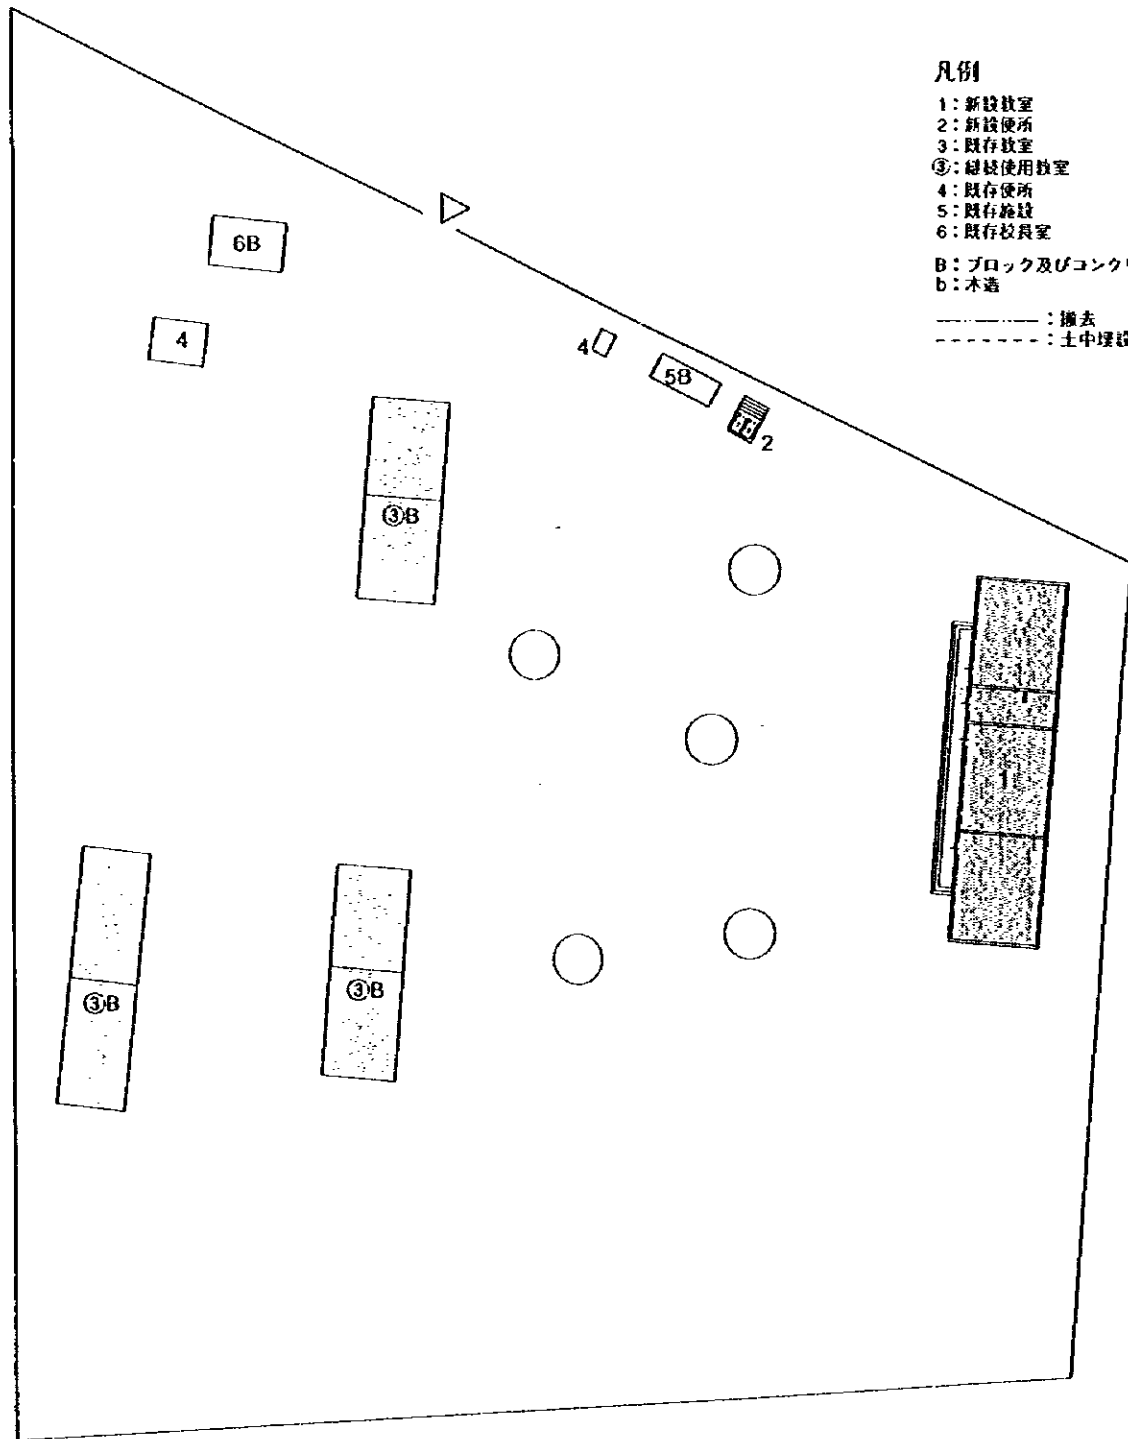 凡例
1：新設教室
2：新設便所
3：既存教室
③：継続使用教室
4：既存便所
5：既存施設
6：既存校長室
B：ブロック及びコンク
b：木造
：撤去
：土中埋設
6B
4
4
5B
2
③B
1
1
③B
③B